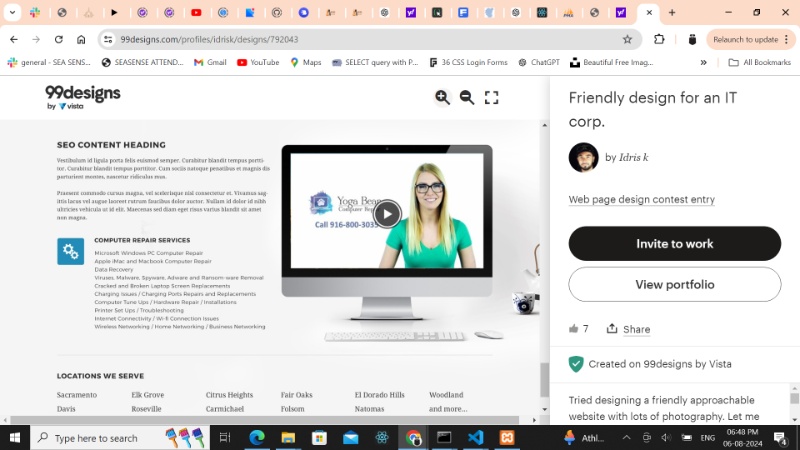 99designs.com/profiles/idrisk/designs/792043
Relaunch to update
general - SEA SENS...
SEASENSE ATTEND...
Gmail
YouTube
Maps
SELECT query with P...
36 CSS Login Forms
ChatGPT
Beautiful Free Imag...
All Bookmarks
99designs
by Vista
SEO CONTENT HEADING
Vestibulum id ligula porta felis euismod semper. Curabitur blandit tempus portti-
tor. Curabitur blandit tempus porttitor. Cum sociis natoque penatibus et magnis dis
parturient montes, nascetur ridiculus mus.
Praesent commodo cursus magna, vel scelerisque nisl consectetur et. Vivamus sag-
ittis lacus vel augue laoreet rutrum faucibus dolor auctor. Nullam id dolor id nibh
ultricies vehicula ut id elit. Maecenas sed diam eget risus varius blandit sit amet
non magna.
COMPUTER REPAIR SERVICES
Microsoft Windows PC Computer Repair
Apple iMac and Macbook Computer Repair
Data Recovery
Viruses, Malware, Spyware, Adware and Ransom-ware Removal
Cracked and Broken Laptop Screen Replacements
Charging Issues / Charging Ports Repairs and Replacements
Computer Tune Ups / Hardware Repair / Installations
Printer Set Ups / Troubleshooting
Internet Connectivity / Wi-fi Connection issues
Wireless Networking / Home Networking / Business Networking
Yoga Bear
Computer Repair
Call 916-800-3035
LOCATIONS WE SERVE
Sacramento Elk Grove Citrus Heights Fair Oaks El Dorado Hills Woodland
Davis Roseville Carmichael Folsom Natomas and more...
Friendly design for an IT
corp.
by Idris k
Web page design contest entry
Invite to work
View portfolio
7 Share
Created on 99designs by Vista
Tried designing a friendly approachable
website with lots of photography. Let me
Type here to search
Athl...
ENG
06:48 PM
06-08-2024
4